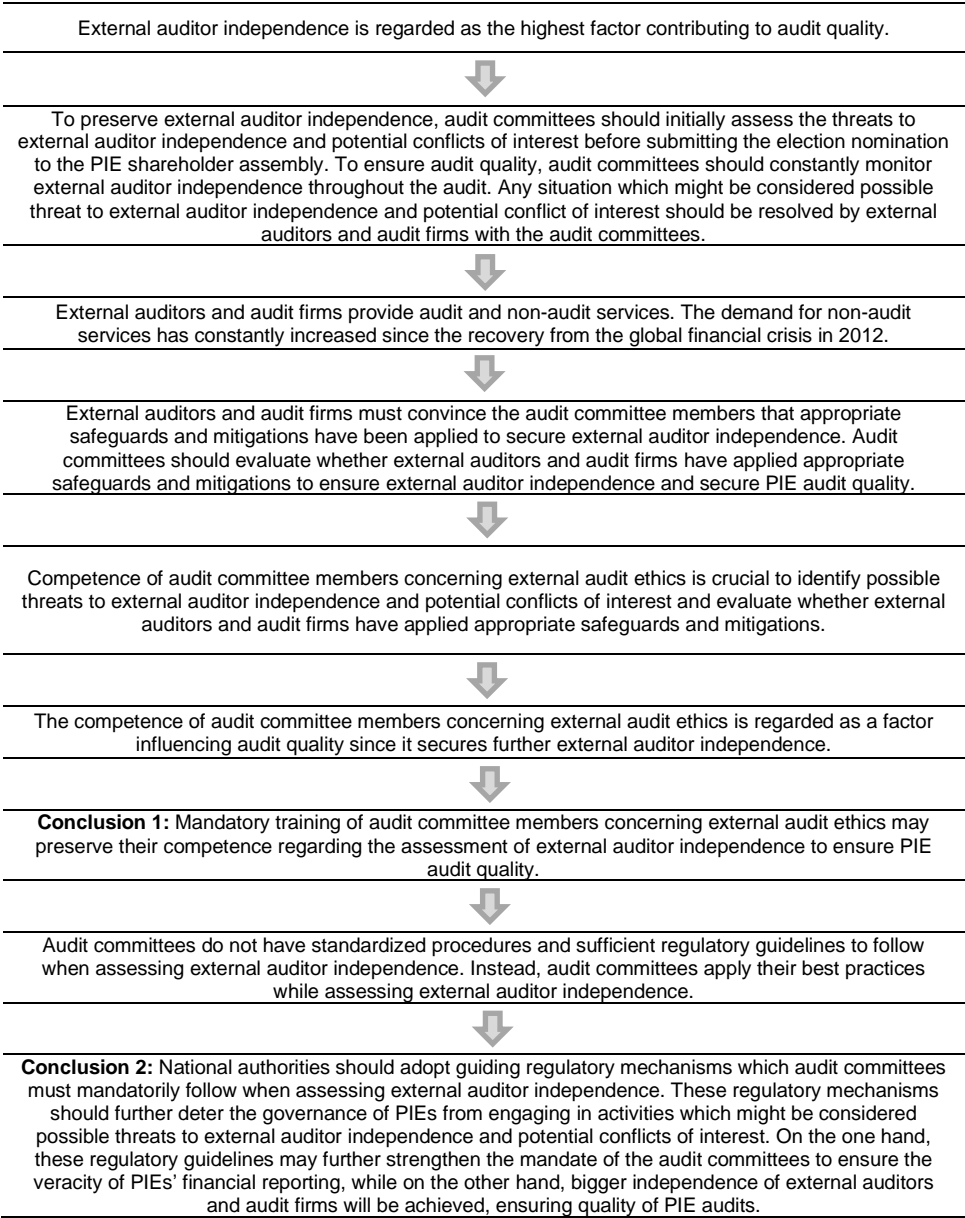 External auditor independence is regarded as the highest factor contributing to audit quality.
To preserve external auditor independence, audit committees should initially assess the threats to
external auditor independence and potential conflicts of interest before submitting the election nomination
to the PIE shareholder assembly. To ensure audit quality, audit committees should constantly monitor
external auditor independence throughout the audit. Any situation which might be considered possible
threat to external auditor independence and potential conflict of interest should be resolved by external
auditors and audit firms with the audit committees.
External auditors and audit firms provide audit and non-audit services. The demand for non-audit
services has constantly increased since the recovery from the global financial crisis in 2012.
External auditors and audit firms must convince the audit committee members that appropriate
safeguards and mitigations have been applied to secure external auditor independence. Audit
committees should evaluate whether external auditors and audit firms have applied appropriate
safeguards and mitigations to ensure external auditor independence and secure PIE audit quality.
Competence of audit committee members concerning external audit ethics is crucial to identify possible
threats to external auditor independence and potential conflicts of interest and evaluate whether external
auditors and audit firms have applied appropriate safeguards and mitigations.
The competence of audit committee members concerning external audit ethics is regarded as a factor
influencing audit quality since it secures further external auditor independence.
Conclusion 1: Mandatory training of audit committee members concerning external audit ethics may
preserve their competence regarding the assessment of external auditor independence to ensure PIE
audit quality.
Audit committees do not have standardized procedures and sufficient regulatory guidelines to follow
when assessing external auditor independence. Instead, audit committees apply their best practices
while assessing external auditor independence.
Conclusion 2: National authorities should adopt guiding regulatory mechanisms which audit committees
must mandatorily follow when assessing external auditor independence. These regulatory mechanisms
should further deter the governance of PIEs from engaging in activities which might be considered
possible threats to external auditor independence and potential conflicts of interest. On the one hand,
these regulatory guidelines may further strengthen the mandate of the audit committees to ensure the
veracity of PIEs' financial reporting, while on the other hand, bigger independence of external auditors
and audit firms will be achieved, ensuring quality of PIE audits.